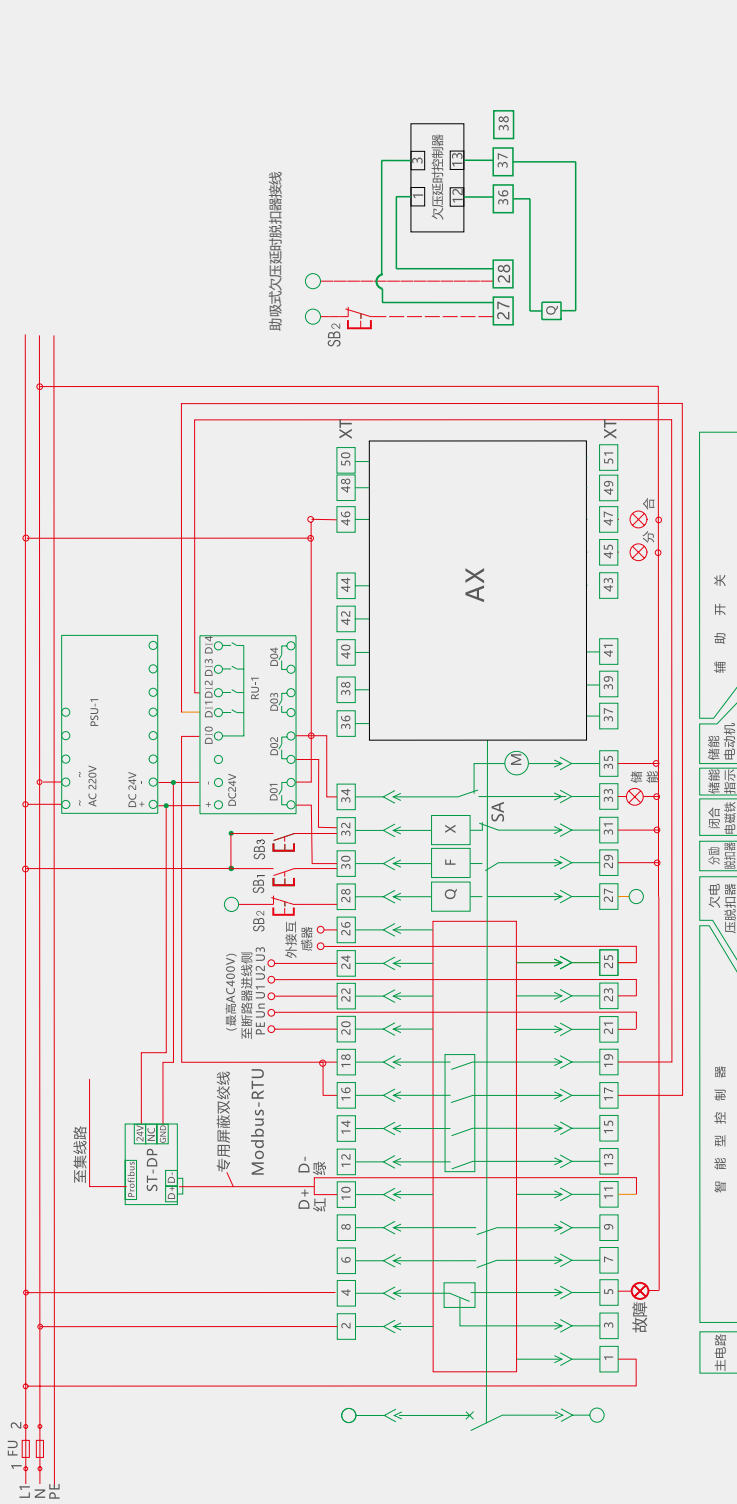 助吸式欠压延时脱扣器接线
SB2
欠压延时控制器
1
3
12
13
27
28
36
37
38
Q
L1
N
PE
1 FU 2
PSU-1
~
~
AC 220V
DC 24V
+
-
RU-1
DI0
DI1
DI2
DI3
DI4
+
-
DC24V
D01
D02
D03
D04
至集线路
Profibus
ST-DP
24V
NC
GND
D+
D-
专用屏蔽双绞线
Modbus-RTU
D+
红
D-
绿
(最高AC400V)
至断路器进线侧
PE Un U1 U2 U3
外接互
感器
SB2
SB1
SB3
2
4
6
8
10
12
14
16
18
20
22
24
26
28
30
32
34
36
38
40
42
44
46
48
50
XT
Q
F
X
SA
M
AX
1
3
5
7
9
11
13
15
17
19
21
23
25
27
29
31
33
35
37
39
41
43
45
47
49
51
XT
故障
储
能
分
合
主电路
智能型控制器
欠电
压脱扣器
分励
脱扣器
闭合
电磁铁
储能
指示
储能
电动机
辅助开关